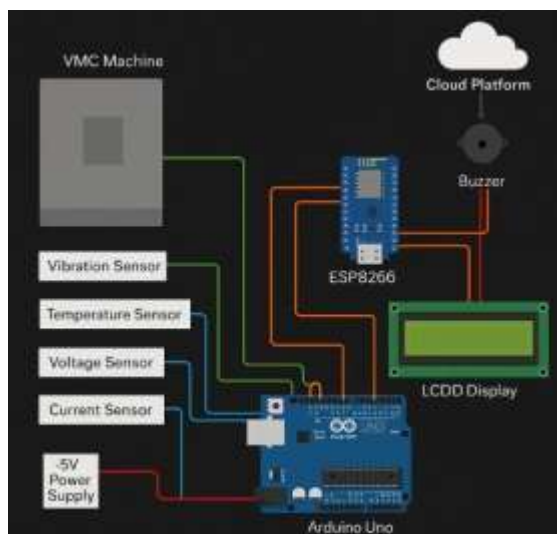 VMC Machine
Cloud Platform
Buzzer
ESP8266
Vibration Sensor
Temperature Sensor
Voltage Sensor
Current Sensor
LCDD Display
-5V
Power
Supply
UNO
Arduino Uno